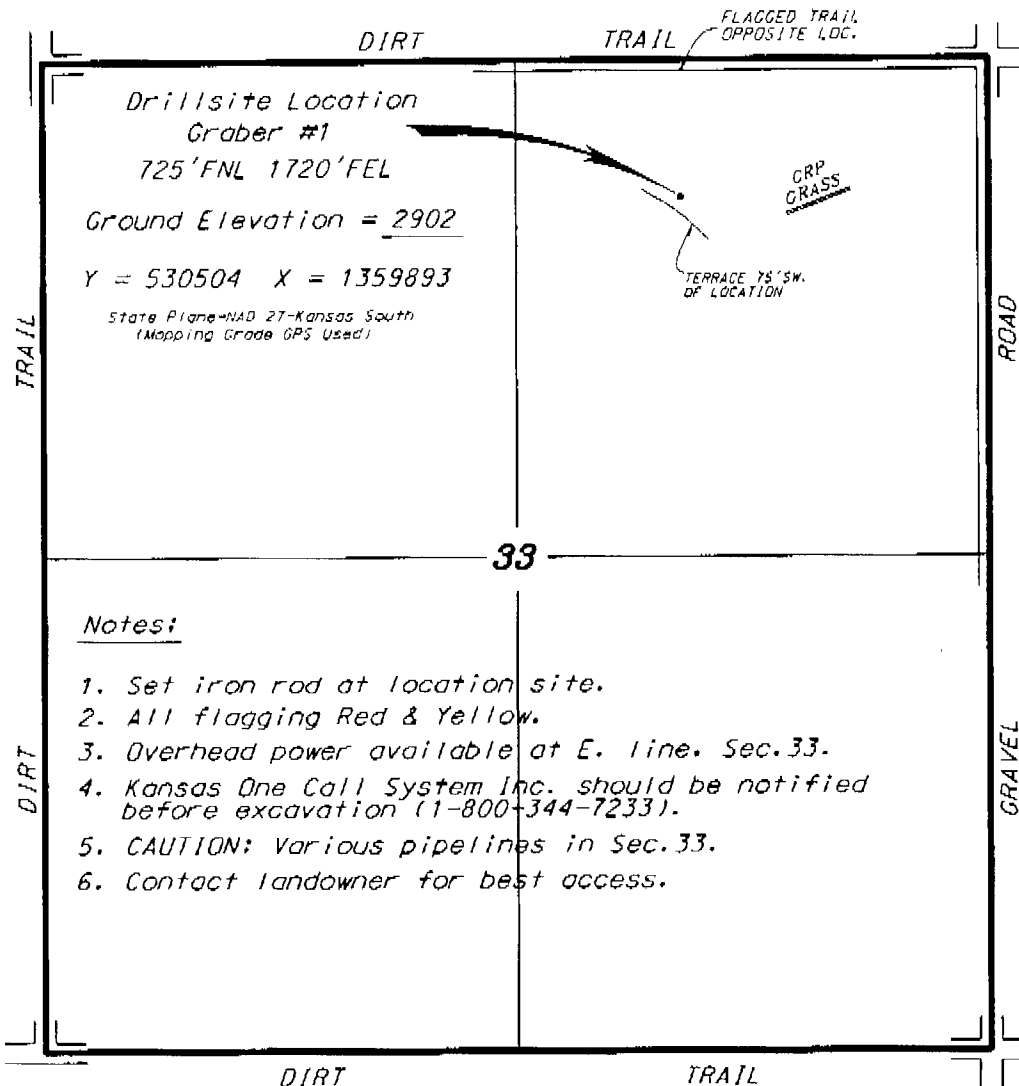 FLAGGED TRAIL
OPPOSITE LOC.
DIRT TRAIL
Drillsite Location
Graber #1
725'FNL 1720'FEL
Ground Elevation = 2902
Y = 530504 X = 1359893
State Plane-NAD 27-Kansas South
(Mapping Grade GPS Used)
CRP
GRASS
TERRACE 75'SW.
OF LOCATION
TRAIL
ROAD
33
Notes:
1. Set iron rod at location site.
2. All flagging Red & Yellow.
3. Overhead power available at E. line. Sec.33.
4. Kansas One Call System Inc. should be notified
before excavation (1-800-344-7233).
5. CAUTION: Various pipelines in Sec.33.
6. Contact landowner for best access.
DIRT
GRAVEL
DIRT TRAIL